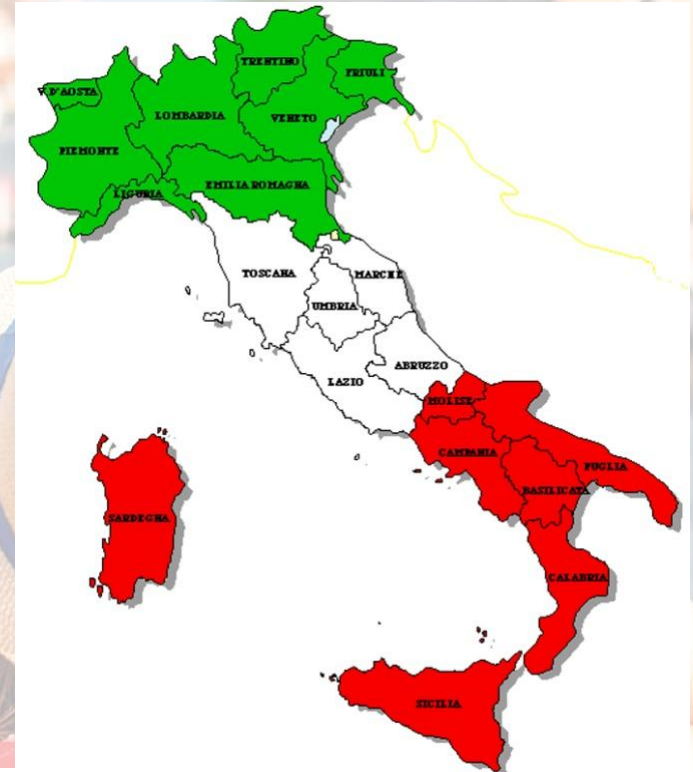 TRENTINO
FRIULI
V. D'AOSTA
LOMBARDIA
VENETO
PIEMONTE
EMILIA ROMAGNA
LIGURIA
TOSCANA
MARCHE
UMBRIA
ABRUZZO
LAZIO
MOLISE
CAMPANIA
PUGLIA
BASILICATA
SARDEGNA
CALABRIA
SICILIA